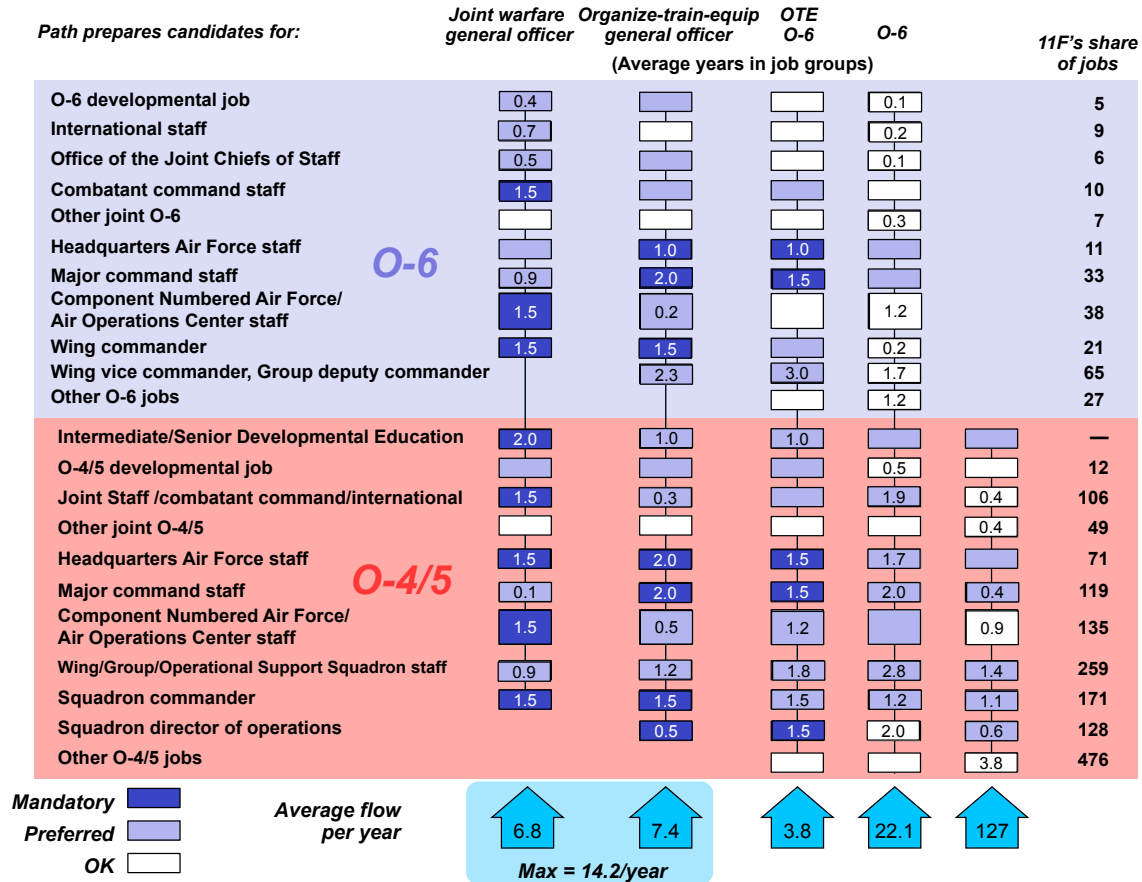 Path prepares candidates for:
Joint warfare general officer
Organize-train-equip general officer
OTE O-6
O-6
11F's share of jobs
(Average years in job groups)
O-6
O-6 developmental job 0.4 0.1 5
International staff 0.7 0.2 9
Office of the Joint Chiefs of Staff 0.5 0.1 6
Combatant command staff 1.5 10
Other joint O-6 0.3 7
Headquarters Air Force staff 1.0 1.0 11
Major command staff 0.9 2.0 1.5 33
Component Numbered Air Force/
Air Operations Center staff 1.5 0.2 1.2 38
Wing commander 1.5 1.5 0.2 21
Wing vice commander, Group deputy commander 2.3 3.0 1.7 65
Other O-6 jobs 1.2 27
O-4/5
Intermediate/Senior Developmental Education 2.0 1.0 1.0 —
O-4/5 developmental job 0.5 12
Joint Staff /combatant command/international 1.5 0.3 1.9 0.4 106
Other joint O-4/5 0.4 49
Headquarters Air Force staff 1.5 2.0 1.5 1.7 71
Major command staff 0.1 2.0 1.5 2.0 0.4 119
Component Numbered Air Force/
Air Operations Center staff 1.5 0.5 1.2 0.9 135
Wing/Group/Operational Support Squadron staff 0.9 1.2 1.8 2.8 1.4 259
Squadron commander 1.5 1.5 1.5 1.2 1.1 171
Squadron director of operations 0.5 1.5 2.0 0.6 128
Other O-4/5 jobs 3.8 476
Mandatory
Preferred
OK
Average flow
per year
6.8 7.4 3.8 22.1 127
Max = 14.2/year